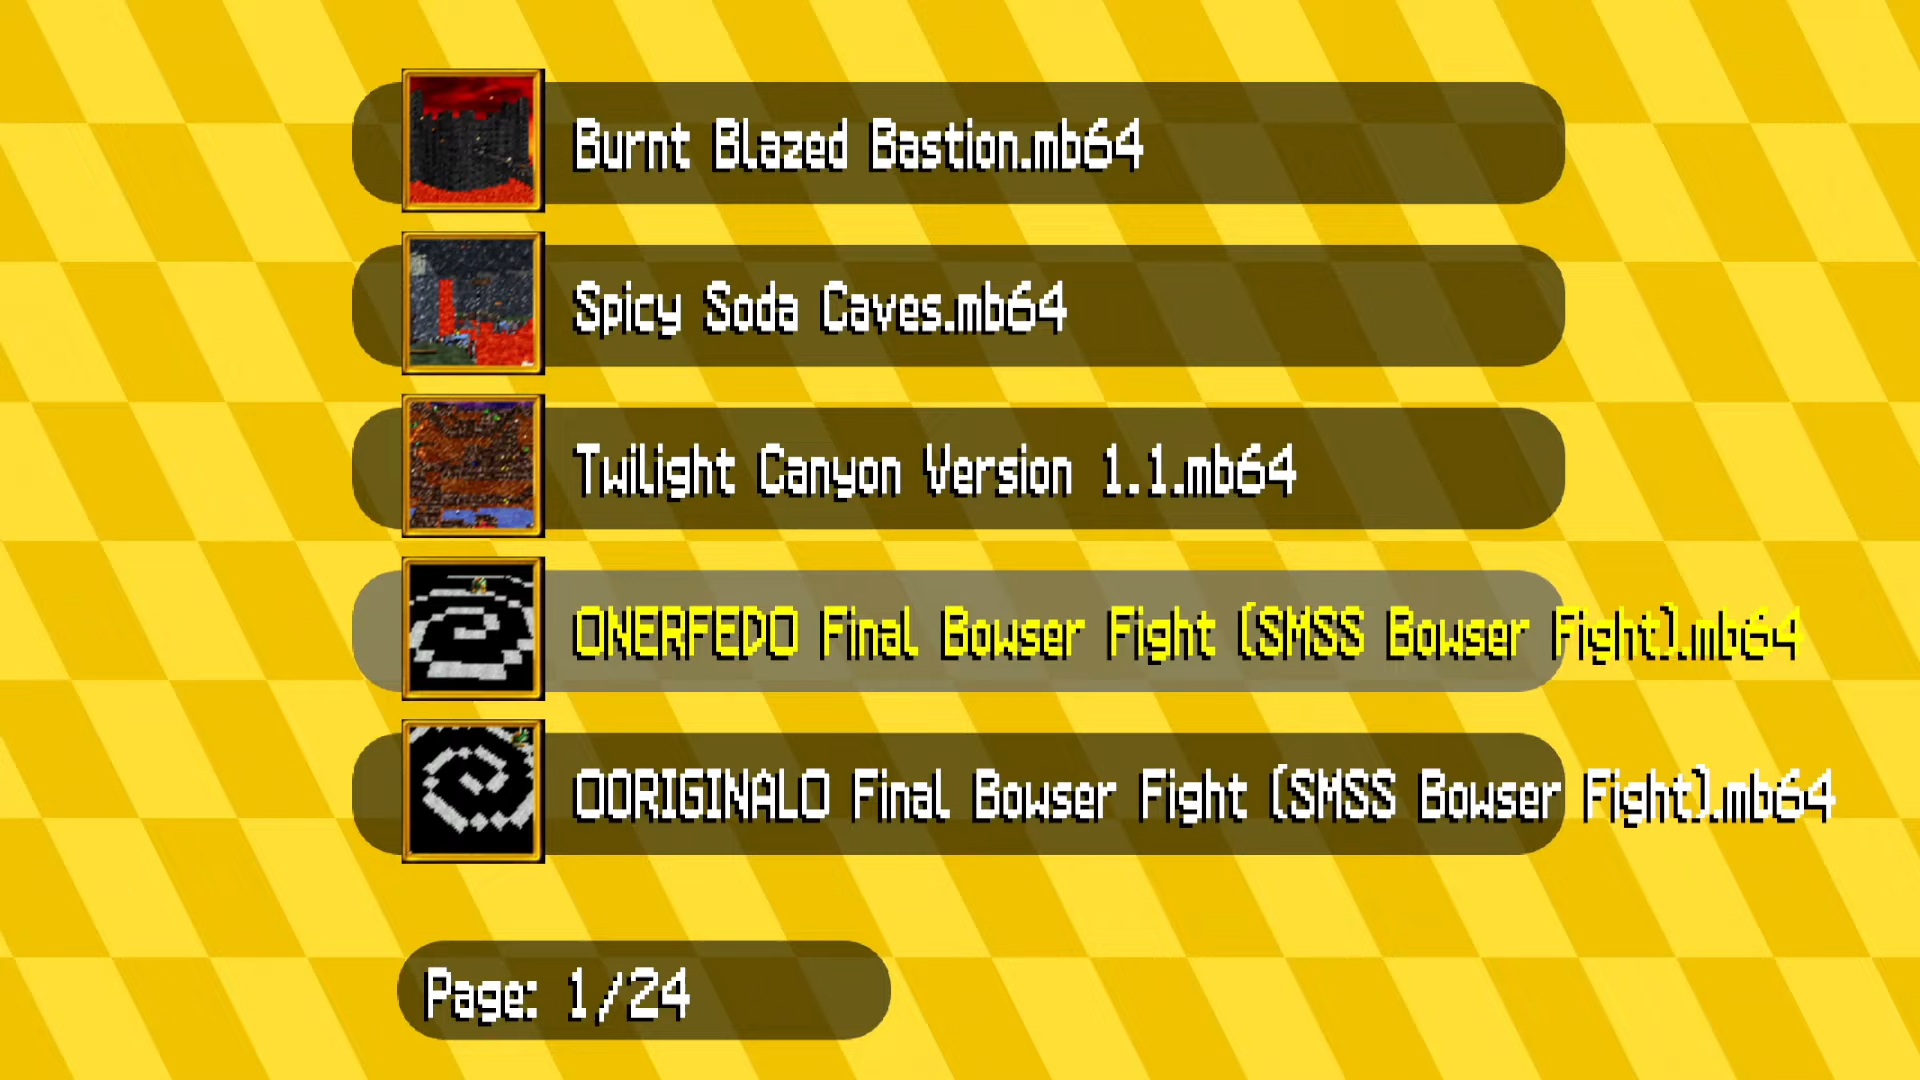 Burnt Blazed Bastion.mb64
Spicy Soda Caves.mb64
Twilight Canyon Version 1.1.mb64
ONERFEDO Final Bowser Fight (SMSS Bowser Fight).mb64
OORIGINALO Final Bowser Fight (SMSS Bowser Fight).mb64
Page: 1/24